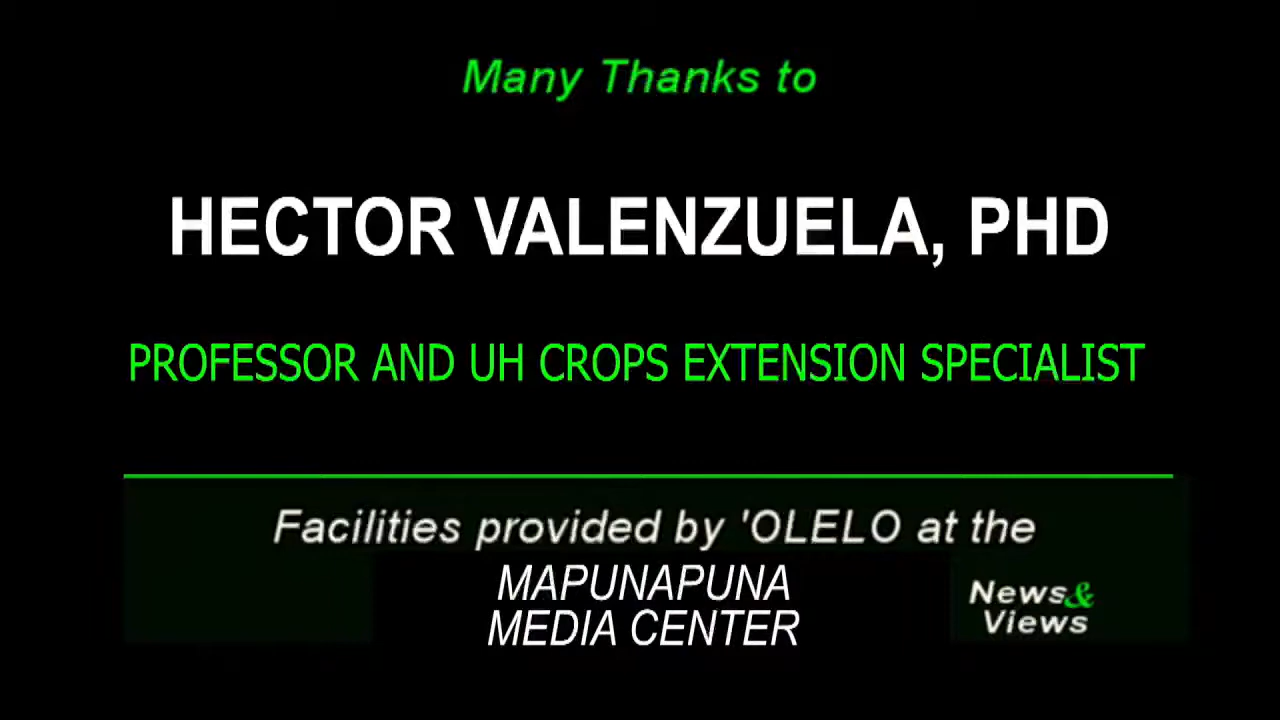 Many Thanks to
HECTOR VALENZUELA, PHD
PROFESSOR AND UH CROPS EXTENSION SPECIALIST
Facilities provided by 'OLELO at the
MAPUNAPUNA
MEDIA CENTER
News&
Views